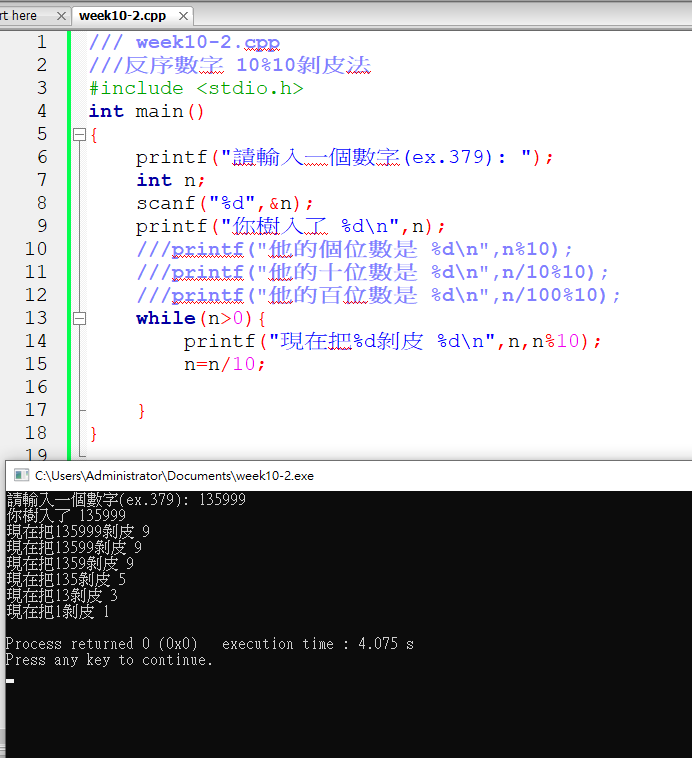 rt here
week10-2.cpp
1 /// week10-2.cpp
2 ///反序數字 10%10剝皮法
3 #include <stdio.h>
4 int main()
5 {
6 printf("請輸入一個數字(ex.379): ");
7 int n;
8 scanf("%d",&n);
9 printf("你樹入了 %d\n",n);
10 ///printf("他的個位數是 %d\n",n%10);
11 ///printf("他的十位數是 %d\n",n/10%10);
12 ///printf("他的百位數是 %d\n",n/100%10);
13 while(n>0){
14 printf("現在把%d剝皮 %d\n",n,n%10);
15 n=n/10;
16
17 }
18 }
19
C:\Users\Administrator\Documents\week10-2.exe
請輸入一個數字(ex.379): 135999
你樹入了 135999
現在把135999剝皮 9
現在把13599剝皮 9
現在把1359剝皮 9
現在把135剝皮 5
現在把13剝皮 3
現在把1剝皮 1
Process returned 0 (0x0) execution time : 4.075 s
Press any key to continue.